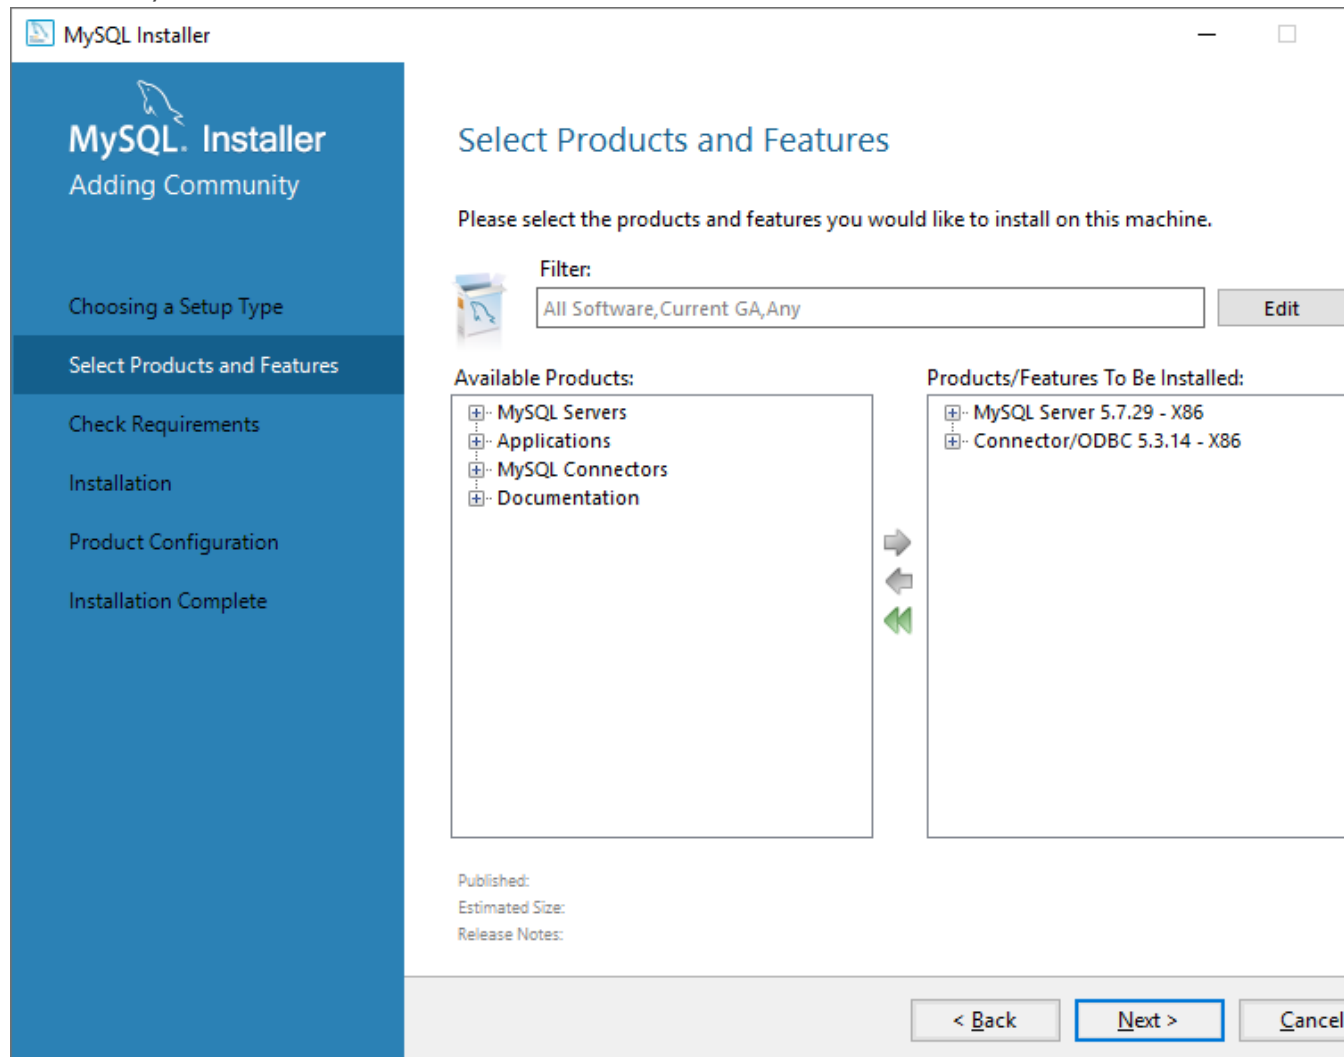 MySQL Installer
MySQL. Installer
Adding Community
Choosing a Setup Type
Select Products and Features
Check Requirements
Installation
Product Configuration
Installation Complete
Select Products and Features
Please select the products and features you would like to install on this machine.
Filter:
All Software,Current GA,Any
Edit
Available Products:
MySQL Servers
Applications
MySQL Connectors
Documentation
Products/Features To Be Installed:
MySQL Server 5.7.29 - X86
Connector/ODBC 5.3.14 - X86
Published:
Estimated Size:
Release Notes:
< Back
Next >
Cancel